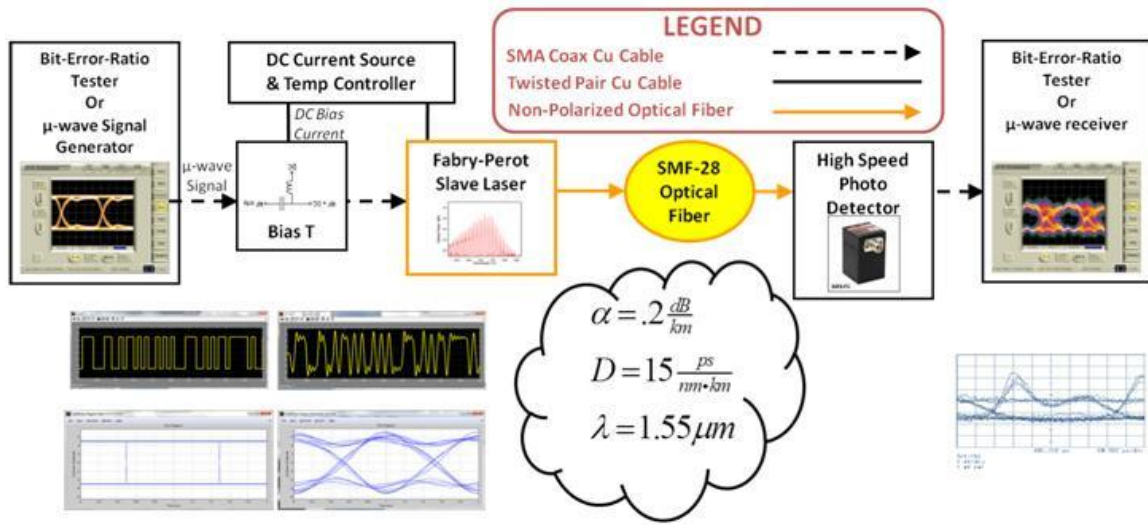 Bit-Error-Ratio
Tester
Or
μ-wave Signal
Generator
DC Current Source
& Temp Controller
LEGEND
SMA Coax Cu Cable
Twisted Pair Cu Cable
Non-Polarized Optical Fiber
Bit-Error-Ratio
Tester
Or
μ-wave receiver
DC Bias
Current
μ-wave
Signal
Bias T
Fabry-Perot
Slave Laser
SMF-28
Optical
Fiber
High Speed
Photo
Detector
α = .2 dB/km
D = 15 ps/nm•km
λ = 1.55 μm